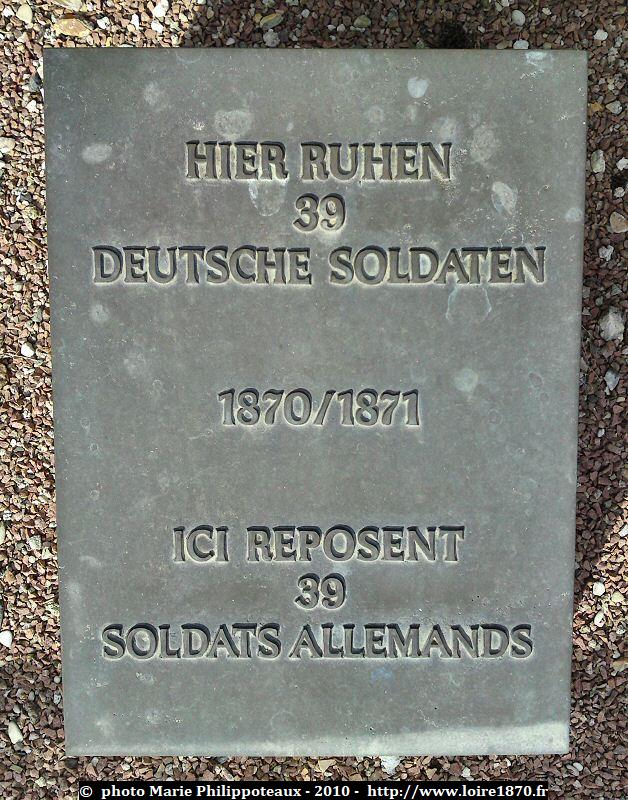 HIER RUHEN
39
DEUTSCHE SOLDATEN
1870/1871
ICI REPOSENT
39
SOLDATS ALLEMANDS
© photo Marie Philippoteaux - 2010 - http://www.loire1870.fr